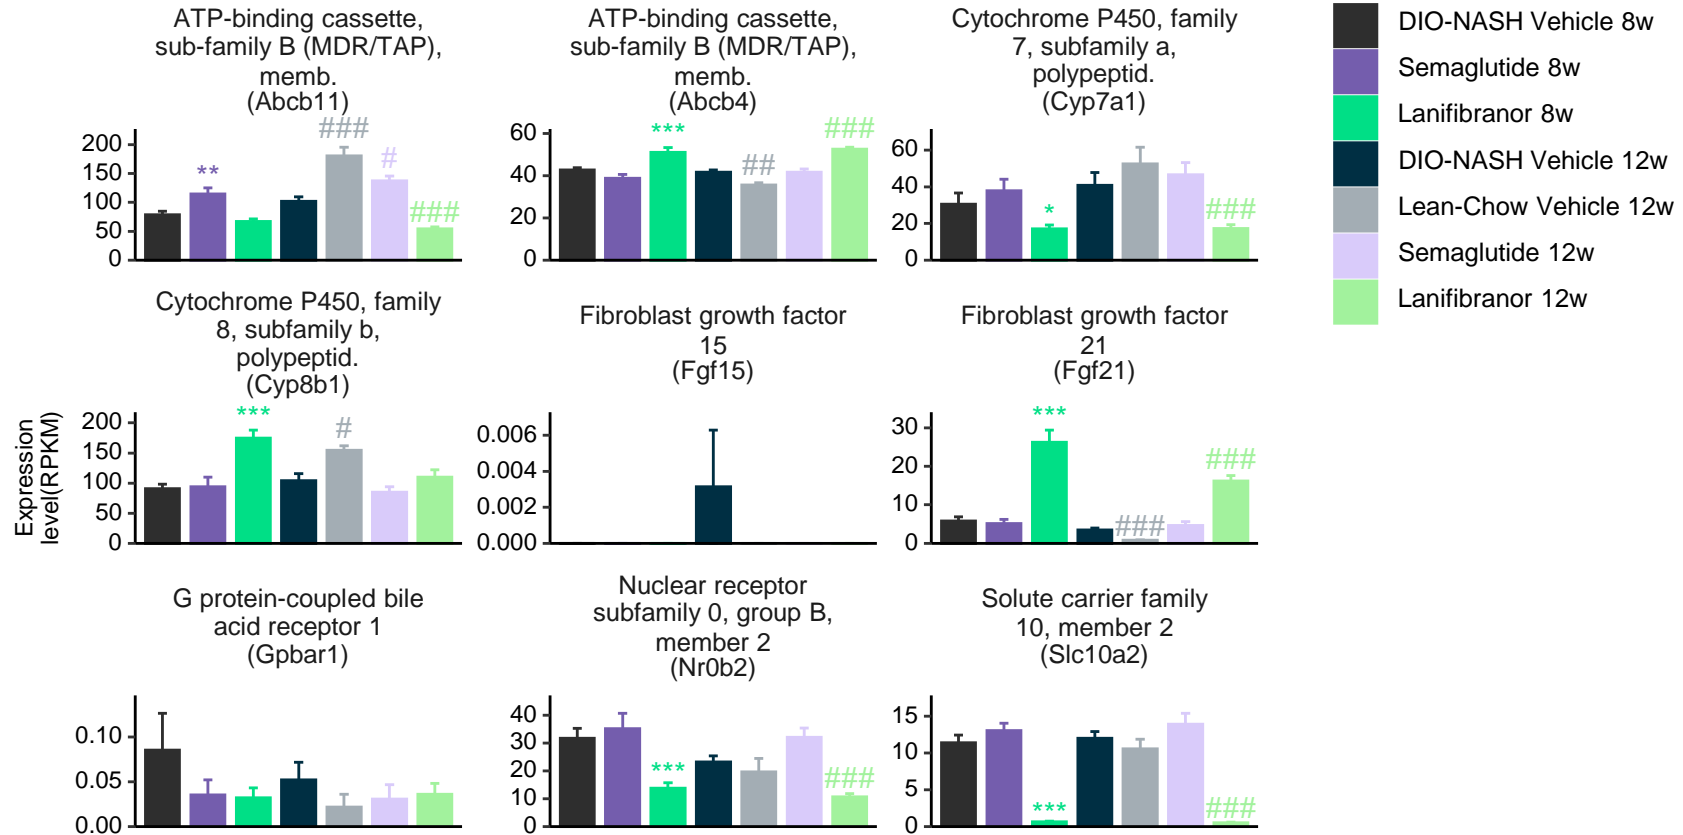 ATP-binding cassette,
sub-family B (MDR/TAP),
memb.
(Abcb11)
###
200
150
100
50
0
**
#
###
ATP-binding cassette,
sub-family B (MDR/TAP),
memb.
(Abcb4)
60
40
20
0
***
##
###
Cytochrome P450, family
7, subfamily a,
polypeptid.
(Cyp7a1)
60
40
20
0
*
###
DIO-NASH Vehicle 8w
Semaglutide 8w
Lanifibranor 8w
DIO-NASH Vehicle 12w
Lean-Chow Vehicle 12w
Semaglutide 12w
Lanifibranor 12w
Expression
level(RPKM)
Cytochrome P450, family
8, subfamily b,
polypeptid.
(Cyp8b1)
200
150
100
50
0
***
#
Fibroblast growth factor
15
(Fgf15)
0.006
0.004
0.002
0.000
Fibroblast growth factor
21
(Fgf21)
30
20
10
0
***
###
###
G protein-coupled bile
acid receptor 1
(Gpbar1)
0.10
0.05
0.00
Nuclear receptor
subfamily 0, group B,
member 2
(Nr0b2)
40
30
20
10
0
***
###
Solute carrier family
10, member 2
(Slc10a2)
15
10
5
0
***
###